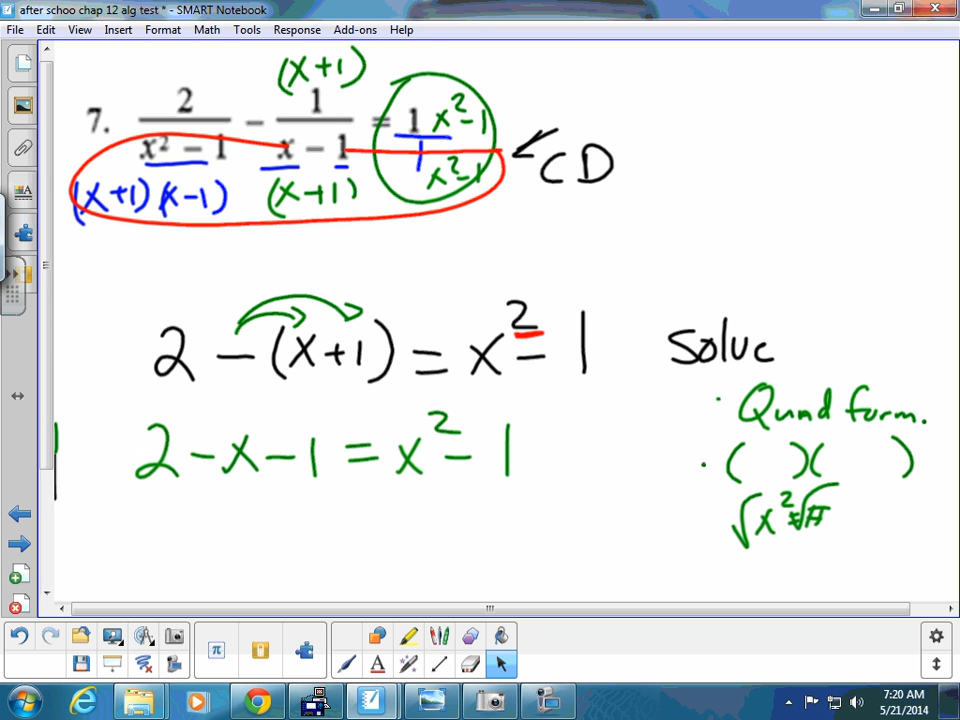 after schoo chap 12 alg test * - SMART Notebook
File Edit View Insert Format Math Tools Response Add-ons Help
(x+1)
7. 2/(x² - 1) - 1/(x - 1) = 1/1 x²-1/x²-1
CD
(x+1)(x-1) (x+1)
2 - (x+1) = x² - 1 Solve
2 - x - 1 = x² - 1
· Quad form.
· ( )( )
√x² = √#
π
A
7:20 AM
5/21/2014